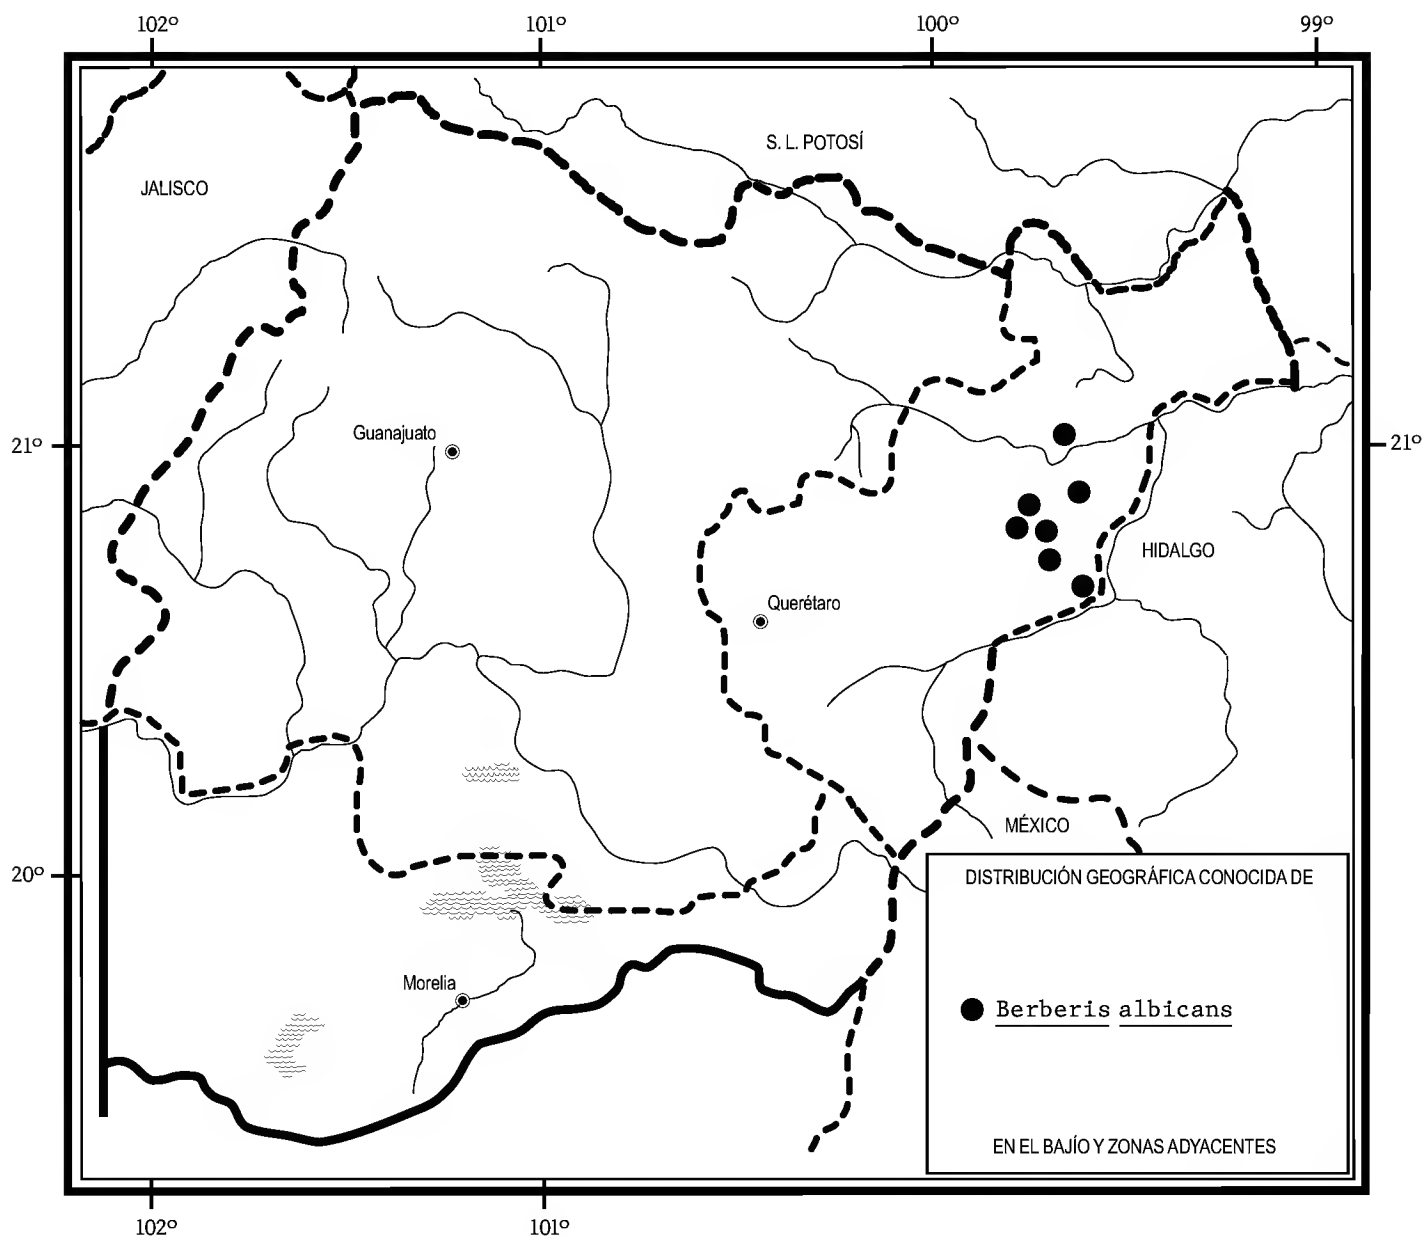 102º 101º 100º 99º
S. L. POTOSÍ
JALISCO
Guanajuato
21º
21º
HIDALGO
Querétaro
MÉXICO
20º
DISTRIBUCIÓN GEOGRÁFICA CONOCIDA DE
Morelia
Berberis albicans
EN EL BAJÍO Y ZONAS ADYACENTES
102º 101º